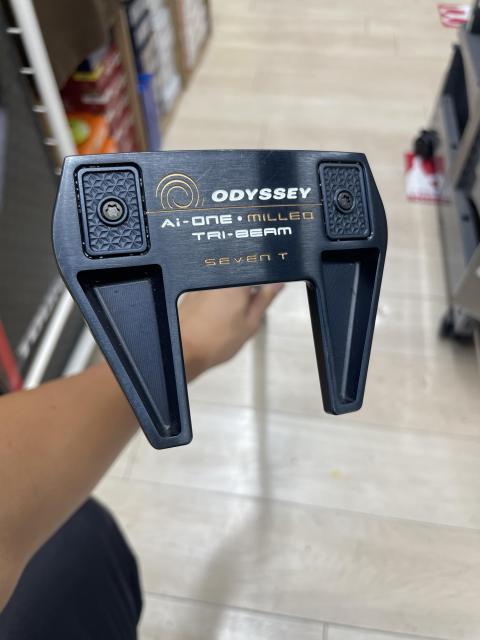 ODYSSEY
Ai-ONE • MILLED
TRI-BEAM
SEVEN T